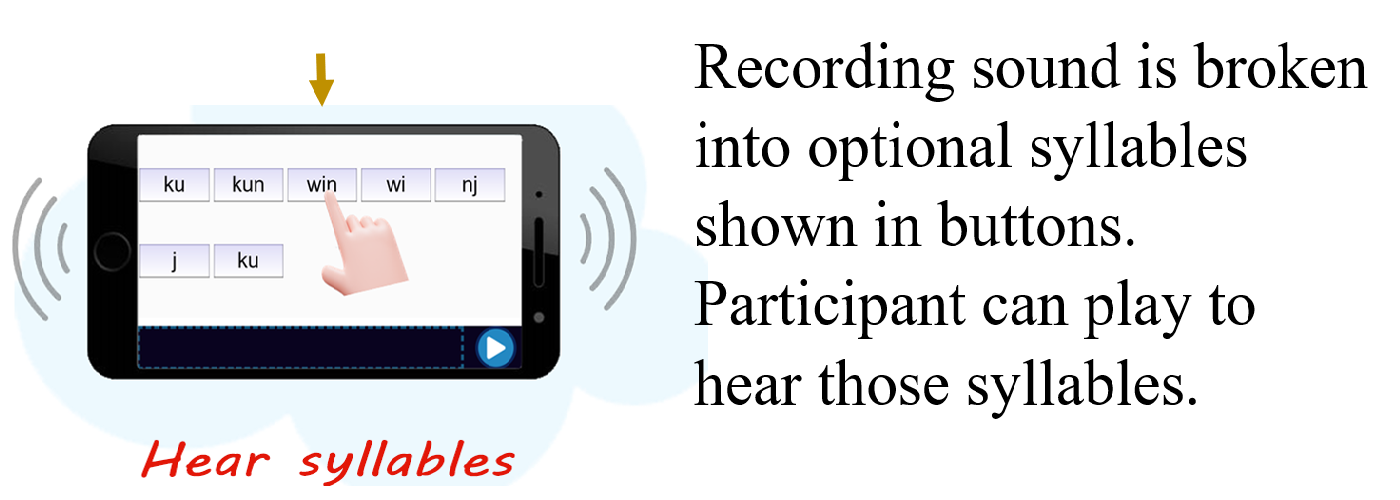 ku kun win wi nj
j ku
Hear syllables
Recording sound is broken
into optional syllables
shown in buttons.
Participant can play to
hear those syllables.